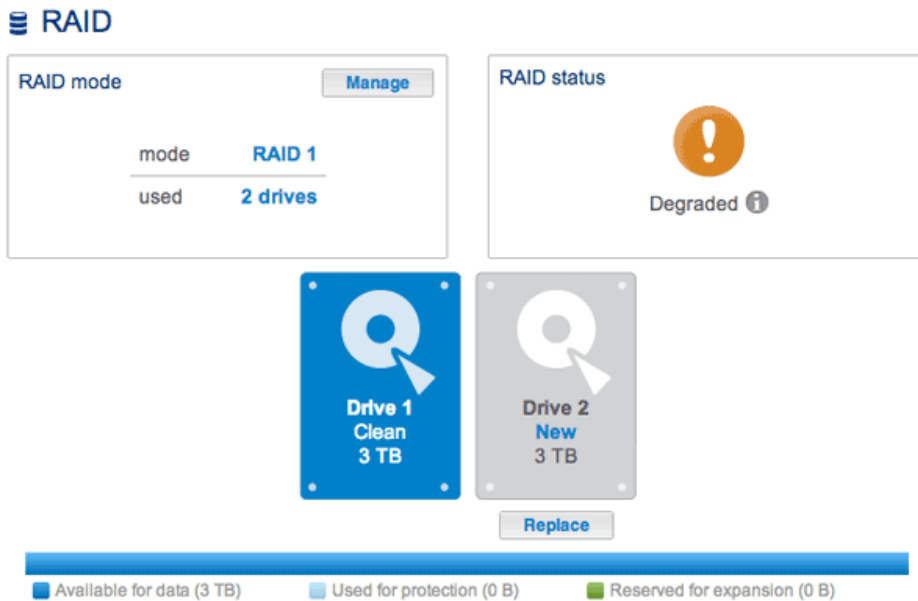 RAID
RAID mode
Manage
mode RAID 1
used 2 drives
RAID status
Degraded
Drive 1
Clean
3 TB
Drive 2
New
3 TB
Replace
Available for data (3 TB)
Used for protection (0 B)
Reserved for expansion (0 B)